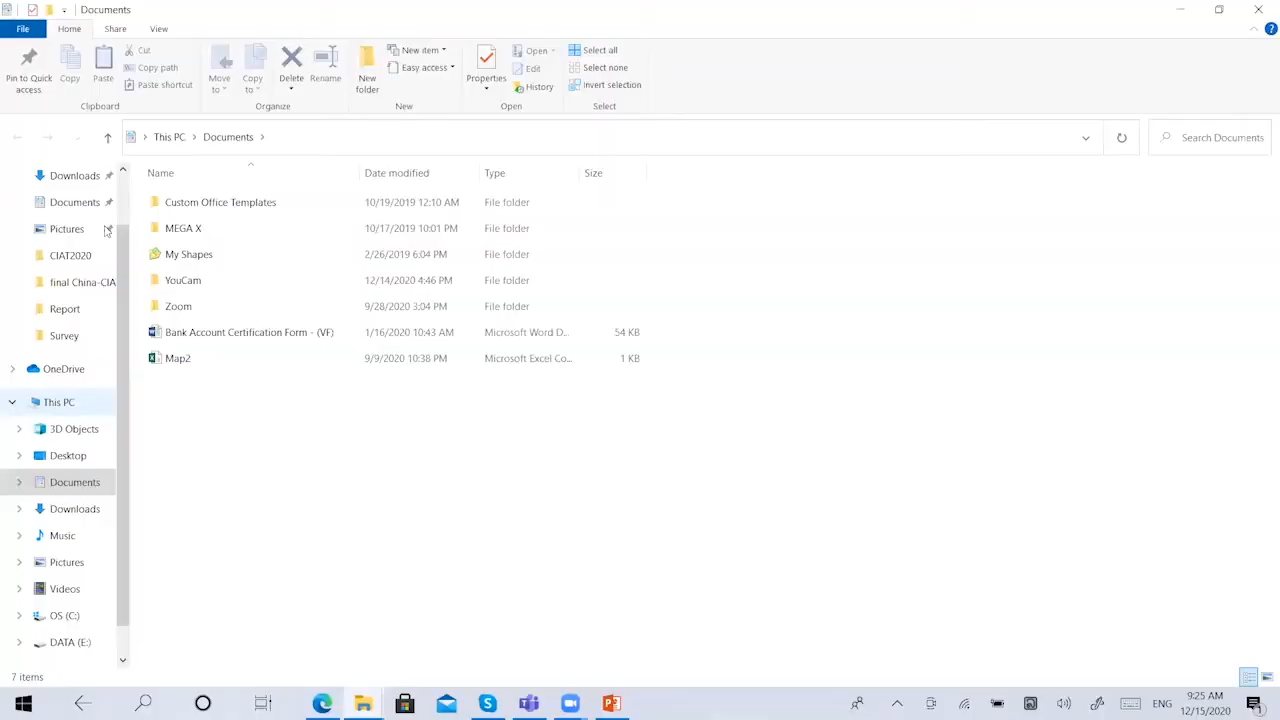 Documents
File Home Share View
Pin to Quick access
Copy
Paste
Cut
Copy path
Paste shortcut
Clipboard
Move to
Copy to
Delete
Rename
Organize
New folder
New item
Easy access
New
Properties
Open
Edit
History
Open
Select all
Select none
Invert selection
Select
This PC Documents
Search Documents
Downloads
Documents
Pictures
CIAT2020
final China-CIA
Report
Survey
OneDrive
This PC
3D Objects
Desktop
Documents
Downloads
Music
Pictures
Videos
OS (C:)
DATA (E:)
Name Date modified Type Size
Custom Office Templates 10/19/2019 12:10 AM File folder
MEGA X 10/17/2019 10:01 PM File folder
My Shapes 2/26/2019 6:04 PM File folder
YouCam 12/14/2020 4:46 PM File folder
Zoom 9/28/2020 3:04 PM File folder
Bank Account Certification Form - (VF) 1/16/2020 10:43 AM Microsoft Word D... 54 KB
Map2 9/9/2020 10:38 PM Microsoft Excel Co... 1 KB
7 items
ENG
9:25 AM
12/15/2020
1